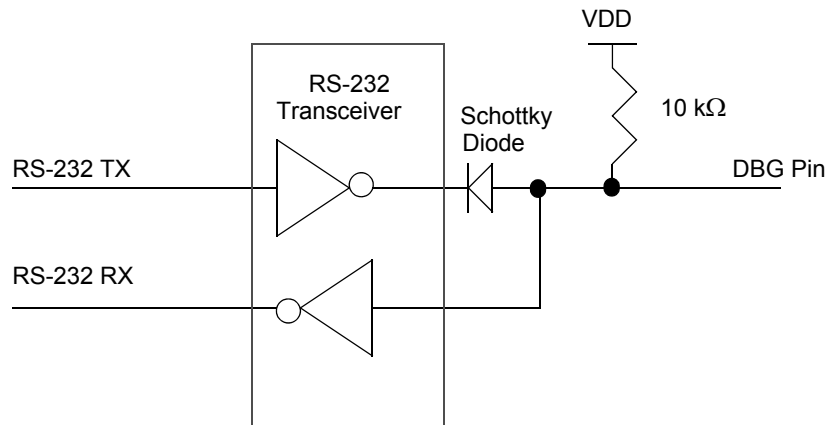 VDD
RS-232
Transceiver
Schottky
Diode
10 kΩ
RS-232 TX
DBG Pin
RS-232 RX